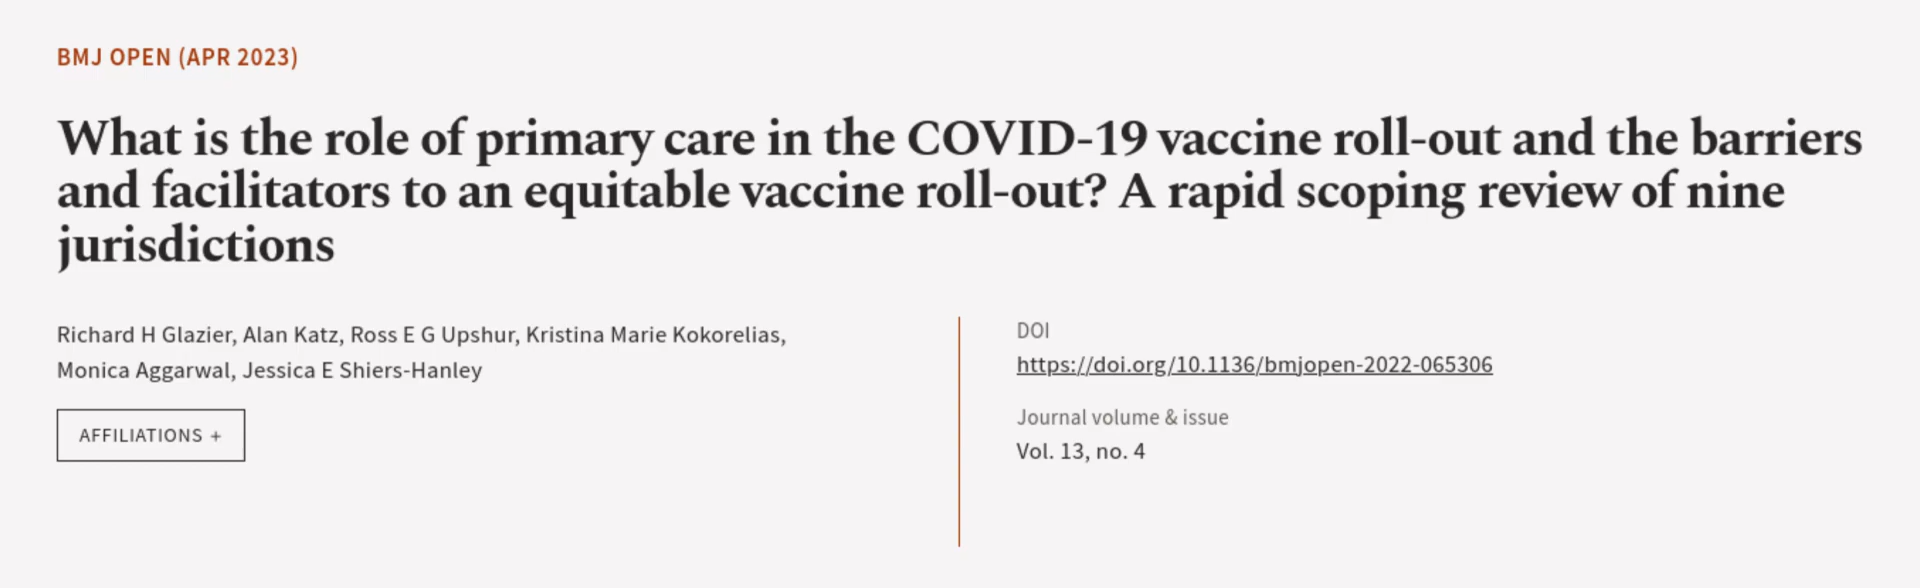 BMJ OPEN (APR 2023)
What is the role of primary care in the COVID-19 vaccine roll-out and the barriers
and facilitators to an equitable vaccine roll-out? A rapid scoping review of nine
jurisdictions
Richard H Glazier, Alan Katz, Ross E G Upshur, Kristina Marie Kokorelias,
Monica Aggarwal, Jessica E Shiers-Hanley
AFFILIATIONS +
DOI
https://doi.org/10.1136/bmjopen-2022-065306
Journal volume & issue
Vol. 13, no. 4